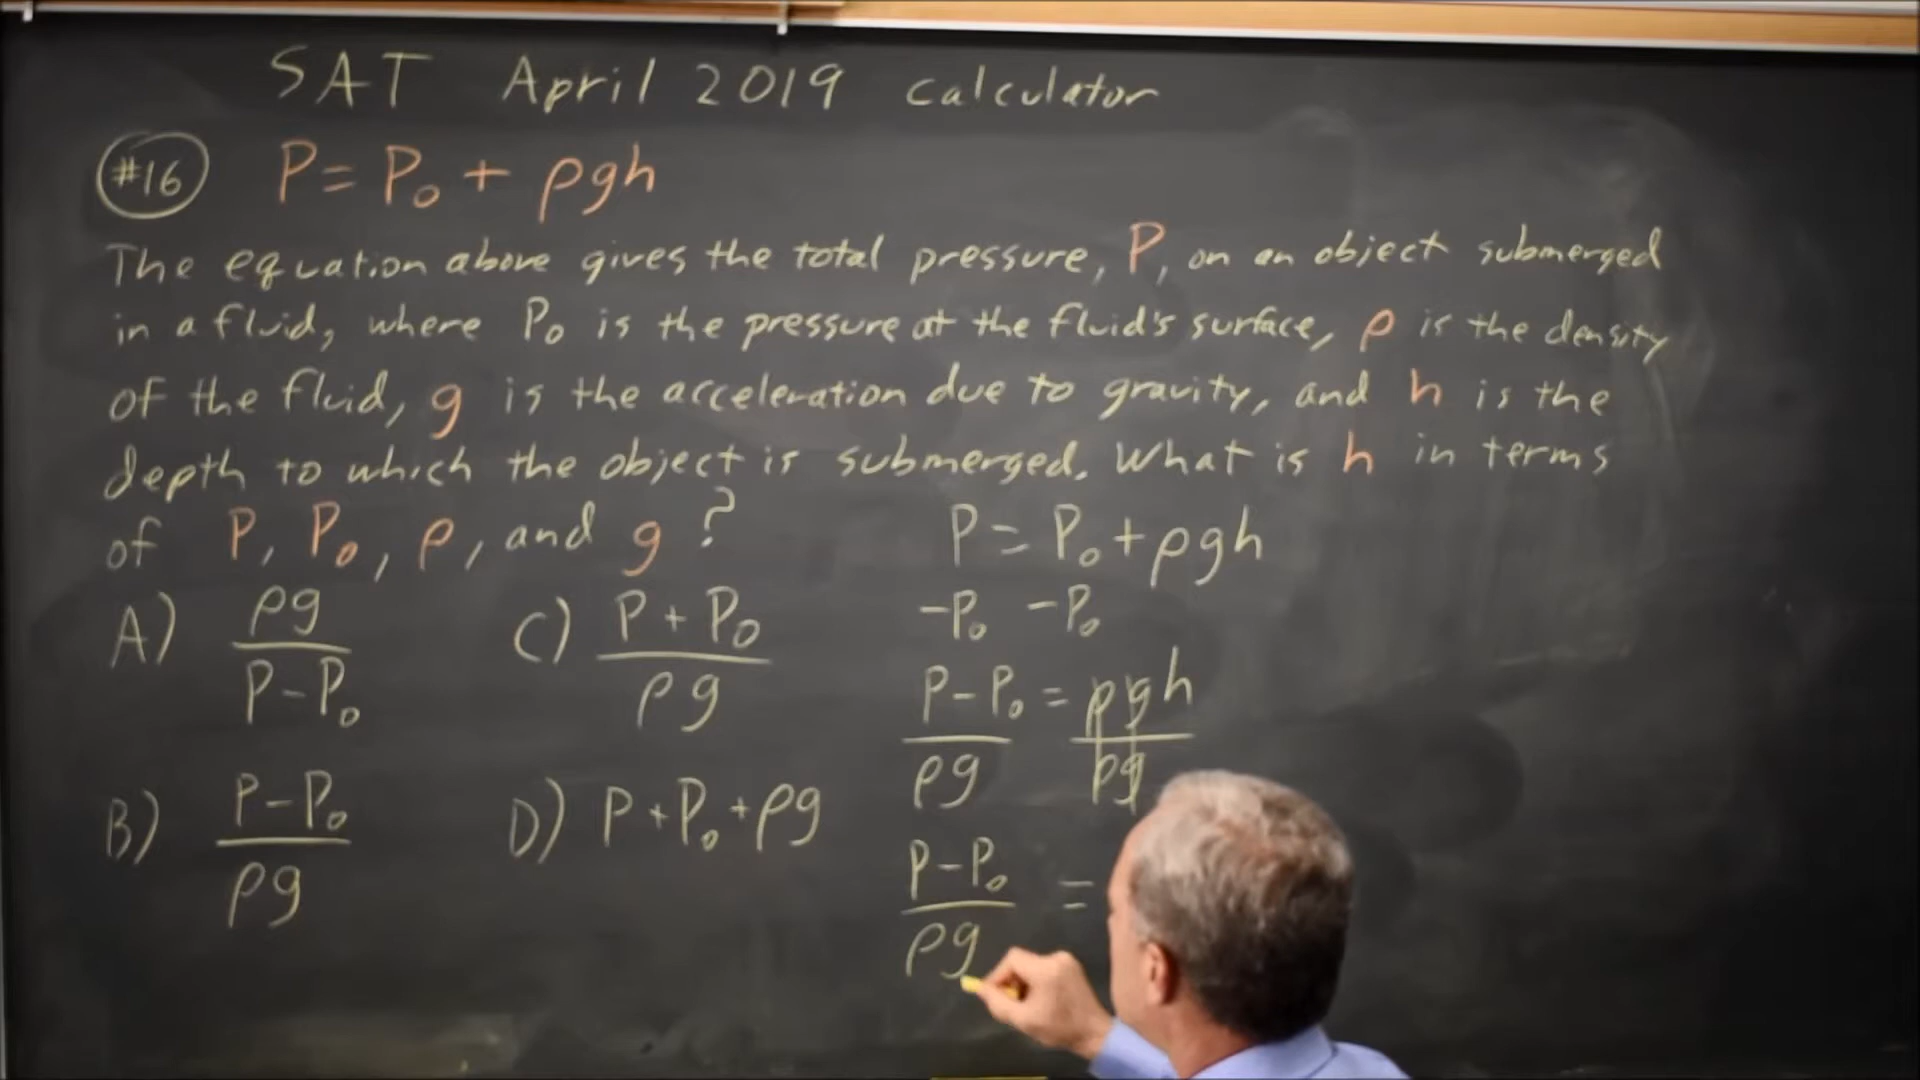 SAT April 2019 calculator
#16 P = P₀ + ρgh
The equation above gives the total pressure, P, on an object submerged
in a fluid, where P₀ is the pressure at the fluid's surface, ρ is the density
of the fluid, g is the acceleration due to gravity, and h is the
depth to which the object is submerged. What is h in terms
of P, P₀, ρ, and g?
A) ρg / P-P₀
B) P-P₀ / ρg
C) P + P₀ / ρg
D) P + P₀ + ρg
P = P₀ + ρgh
-P₀ -P₀
P-P₀ / ρg = ρgh / ρg
P-P₀ / ρg =